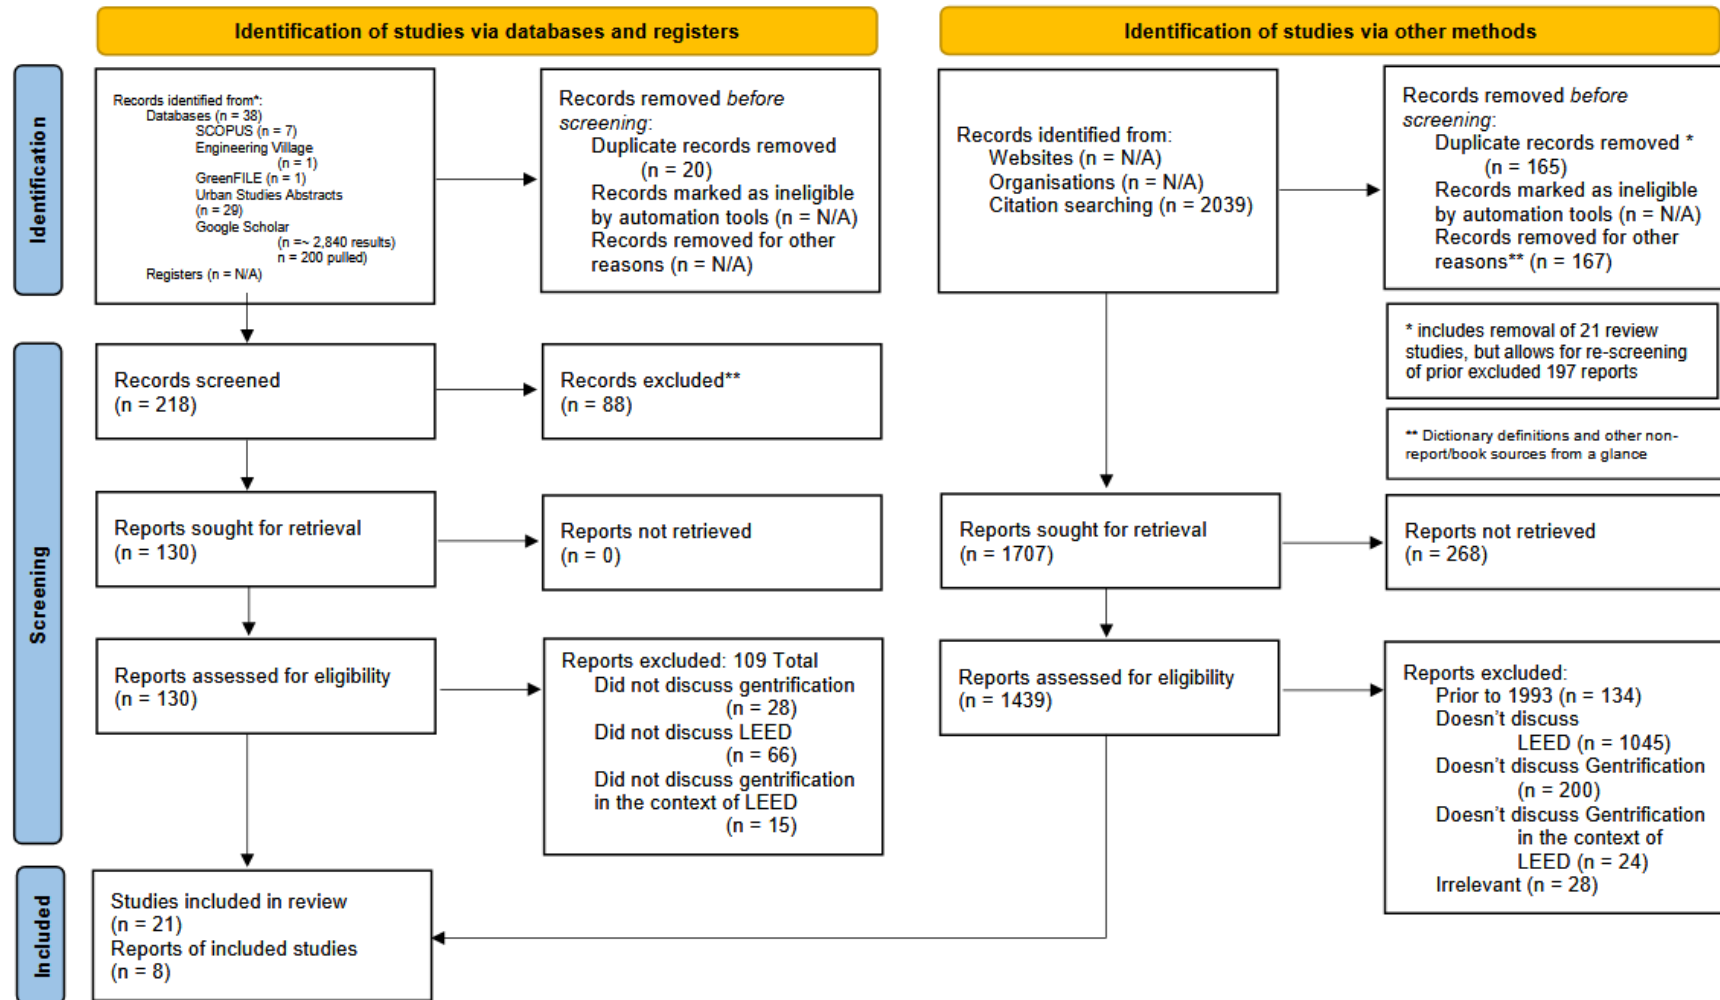 Identification of studies via databases and registers
Identification of studies via other methods
Identification
Records identified from*:
Databases (n = 38)
SCOPUS (n = 7)
Engineering Village
(n = 1)
GreenFILE (n = 1)
Urban Studies Abstracts
(n = 29)
Google Scholar
(n =~ 2,840 results)
n = 200 pulled)
Registers (n = N/A)
Records removed before
screening:
Duplicate records removed
(n = 20)
Records marked as ineligible
by automation tools (n = N/A)
Records removed for other
reasons (n = N/A)
Records identified from:
Websites (n = N/A)
Organisations (n = N/A)
Citation searching (n = 2039)
Records removed before
screening:
Duplicate records removed *
(n = 165)
Records marked as ineligible
by automation tools (n = N/A)
Records removed for other
reasons** (n = 167)
* includes removal of 21 review
studies, but allows for re-screening
of prior excluded 197 reports
** Dictionary definitions and other non-
report/book sources from a glance
Screening
Records screened
(n = 218)
Records excluded**
(n = 88)
Reports sought for retrieval
(n = 130)
Reports not retrieved
(n = 0)
Reports sought for retrieval
(n = 1707)
Reports not retrieved
(n = 268)
Reports assessed for eligibility
(n = 130)
Reports excluded: 109 Total
Did not discuss gentrification
(n = 28)
Did not discuss LEED
(n = 66)
Did not discuss gentrification
in the context of LEED
(n = 15)
Reports assessed for eligibility
(n = 1439)
Reports excluded:
Prior to 1993 (n = 134)
Doesn't discuss
LEED (n = 1045)
Doesn't discuss Gentrification
(n = 200)
Doesn't discuss Gentrification
in the context of
LEED (n = 24)
Irrelevant (n = 28)
Included
Studies included in review
(n = 21)
Reports of included studies
(n = 8)